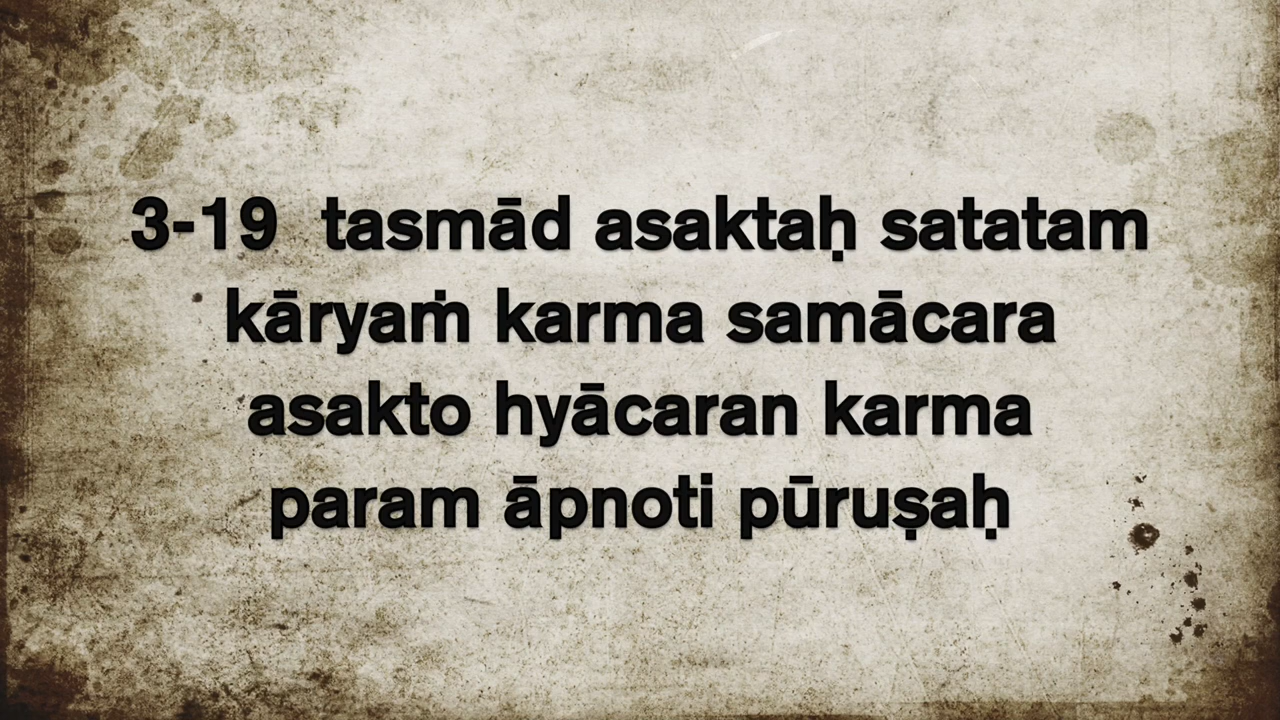 3-19 tasmād asaktaḥ satatam
kāryaṁ karma samācara
asakto hyācaran karma
param āpnoti pūruṣaḥ